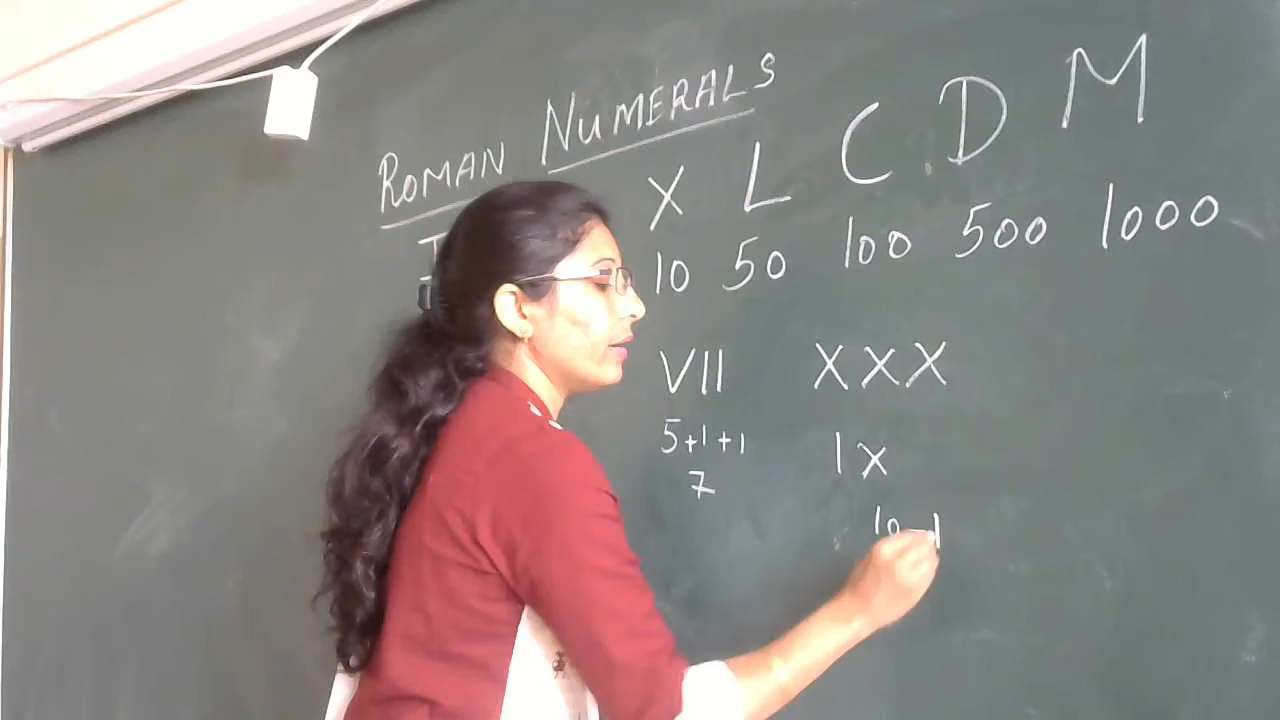 ROMAN NUMERALS
I X L C D M
10 50 100 500 1000
VII XXX
5+1+1 IX
7
10-1